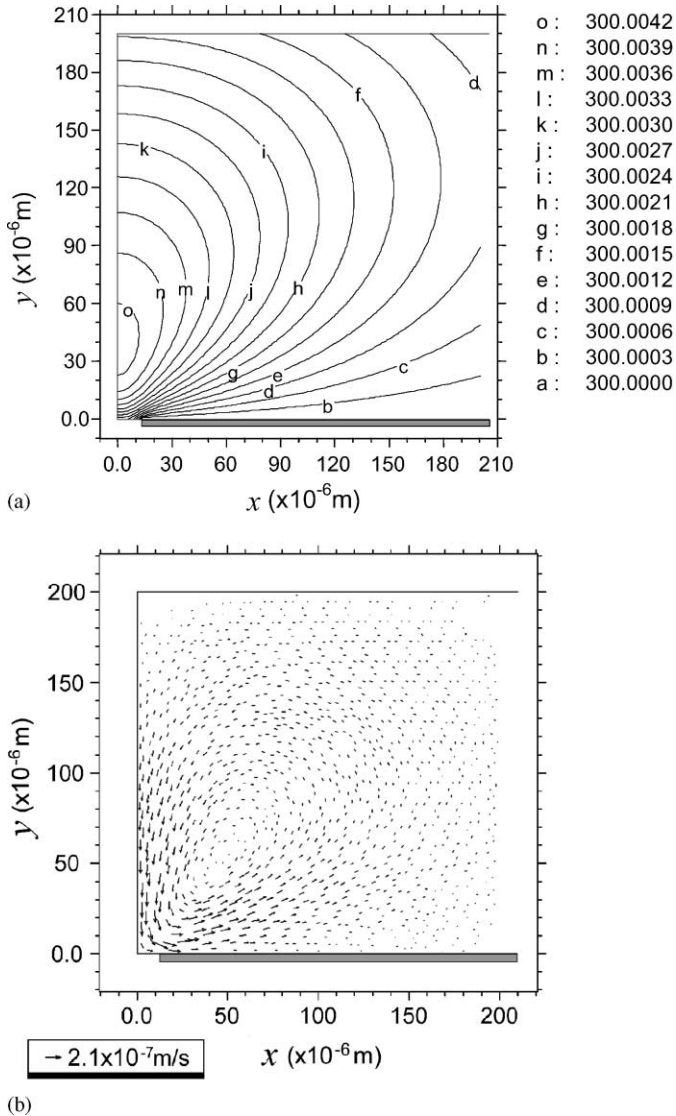 210
180
150
120
90
60
30
0.0
y (x10⁻⁶m)
0.0 30 60 90 120 150 180 210
x (x10⁻⁶m)
d
f
k
i
o
n
m
l
j
h
g
e
d
c
b
o : 300.0042
n : 300.0039
m : 300.0036
l : 300.0033
k : 300.0030
j : 300.0027
i : 300.0024
h : 300.0021
g : 300.0018
f : 300.0015
e : 300.0012
d : 300.0009
c : 300.0006
b : 300.0003
a : 300.0000
(a)
200
150
100
50
0.0
y (x10⁻⁶m)
0.0 50 100 150 200
x (x10⁻⁶m)
2.1x10⁻⁷m/s
(b)